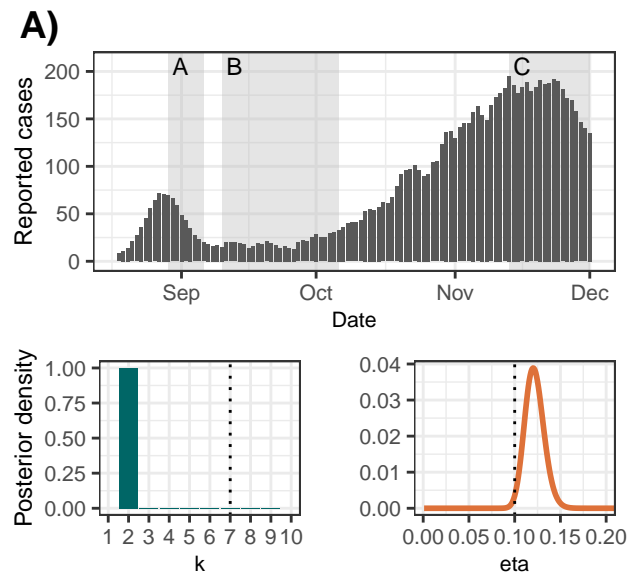 A)
Reported cases
200
150
100
50
0
A
B
C
Sep
Oct
Nov
Dec
Date
Posterior density
1.00
0.75
0.50
0.25
0.00
1 2 3 4 5 6 7 8 9 10
k
0.04
0.03
0.02
0.01
0.00
0.00 0.05 0.10 0.15 0.20
eta